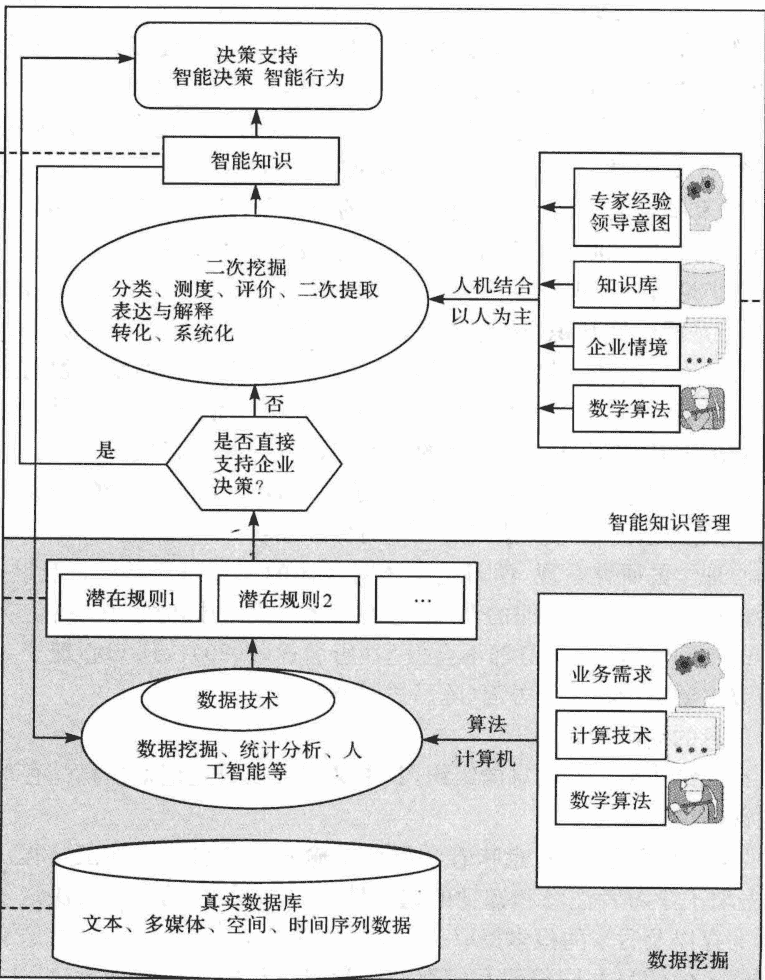 决策支持
智能决策 智能行为
智能知识
专家经验
领导意图
二次挖掘
分类、测度、评价、二次提取
表达与解释
转化、系统化
人机结合
以人为主
知识库
企业情境
数学算法
否
是
是否直接
支持企业
决策?
智能知识管理
潜在规则1
潜在规则2
…
数据技术
数据挖掘、统计分析、人
工智能等
算法
计算机
业务需求
计算技术
数学算法
真实数据库
文本、多媒体、空间、时间序列数据
数据挖掘